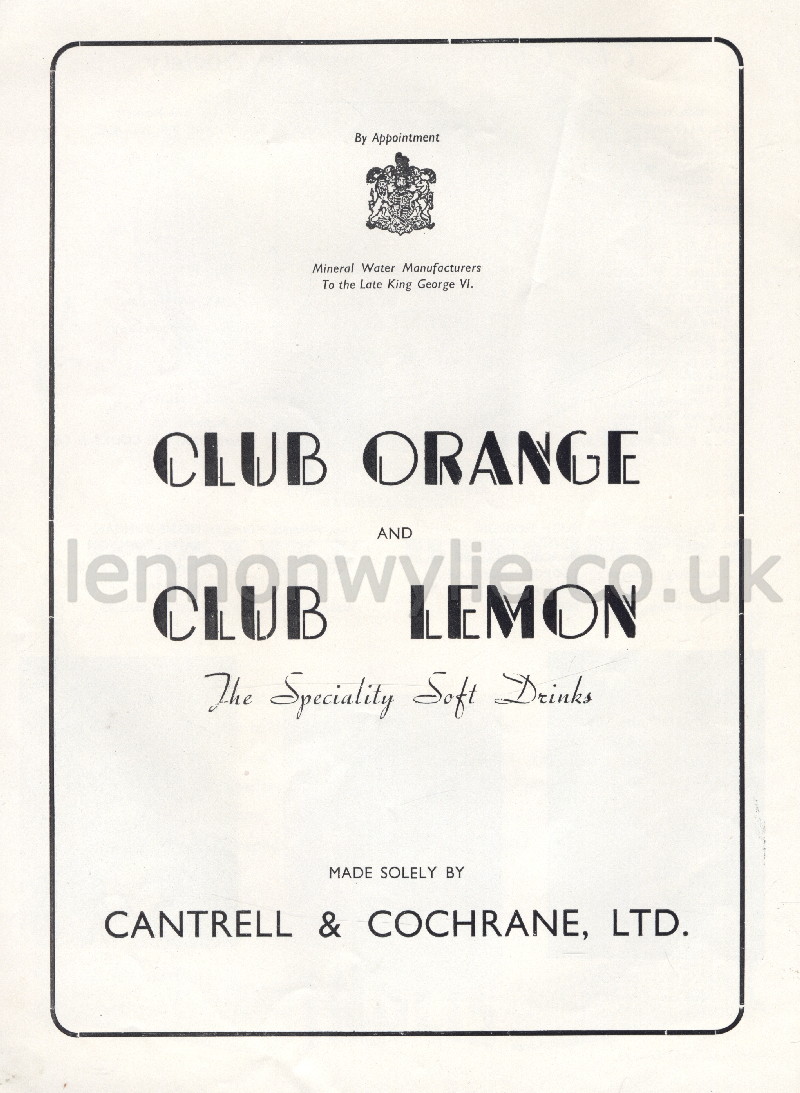 By Appointment
Mineral Water Manufacturers
To the Late King George VI.
CLUB ORANGE
AND
lennonwylie.co.uk
CLUB LEMON
The Speciality Soft Drinks
MADE SOLELY BY
CANTRELL & COCHRANE, LTD.